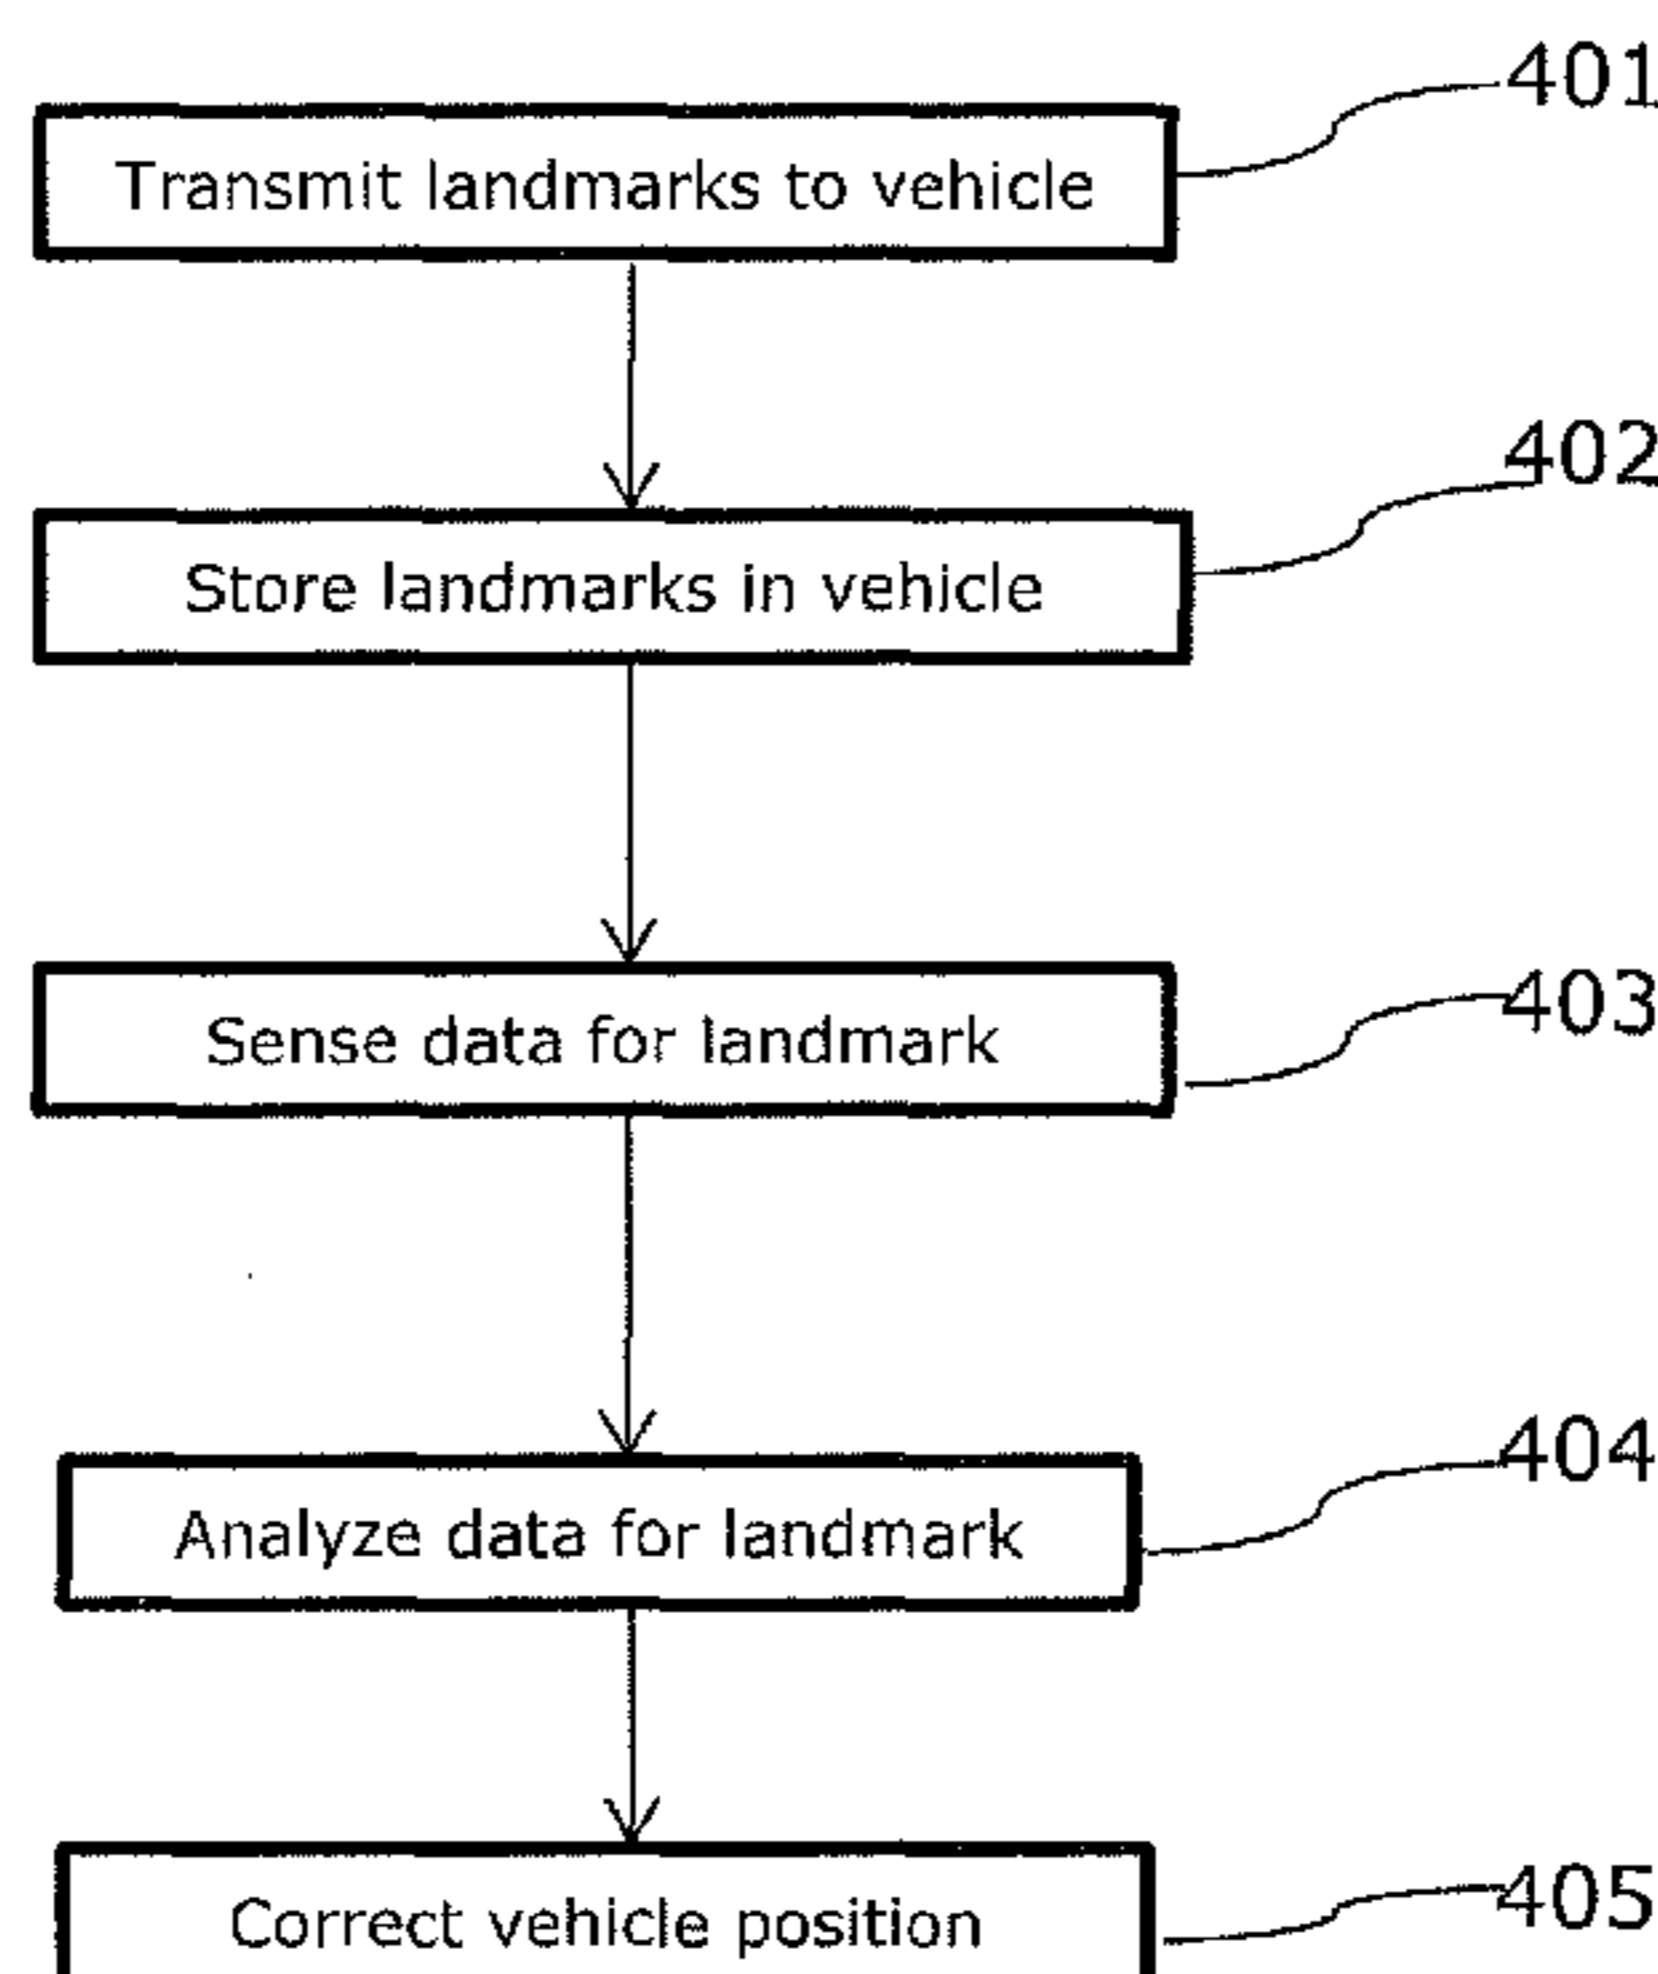 401
Transmit landmarks to vehicle
402
Store landmarks in vehicle
403
Sense data for landmark
404
Analyze data for landmark
405
Correct vehicle position